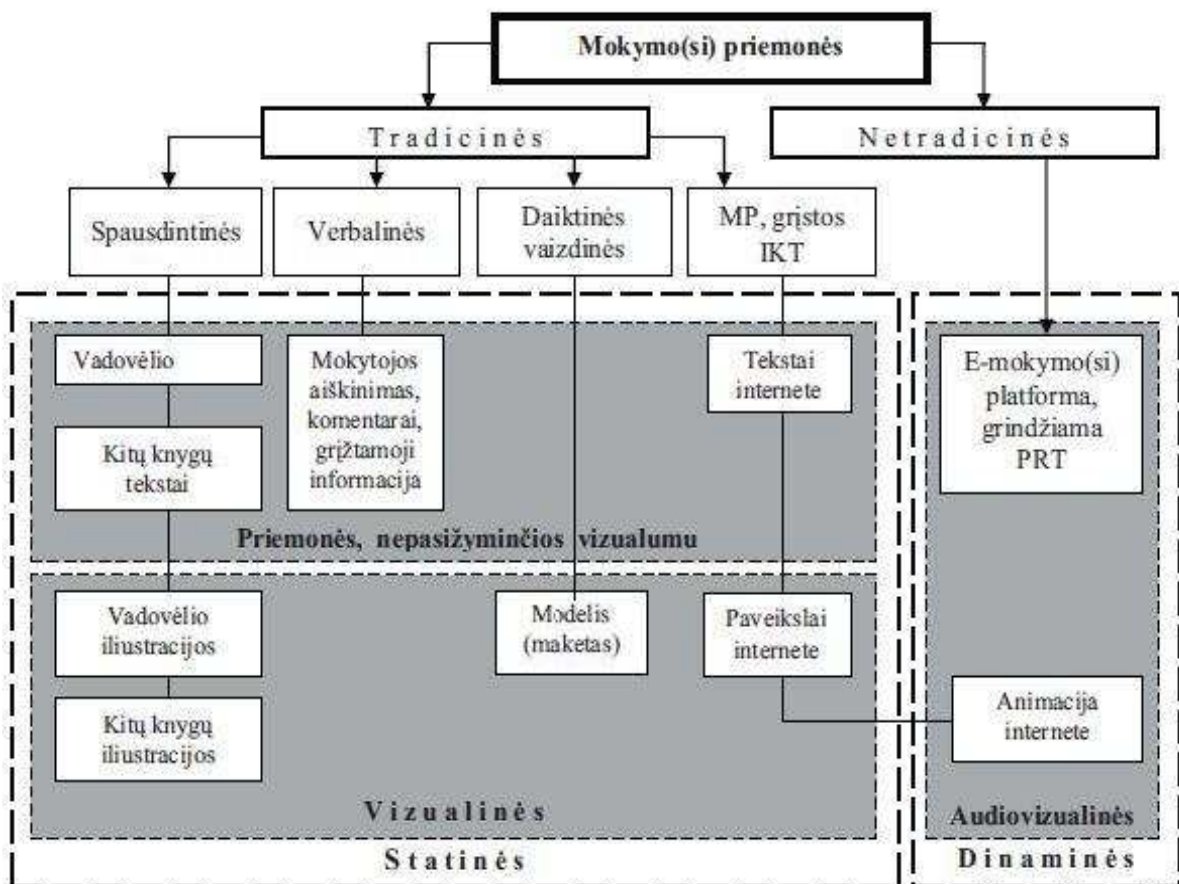 Mokymo(si) priemonės
Tradicinės
Netradicinės
Spausdintinės
Verbalinės
Daiktinės
vaizdinės
MP, grįstos
IKT
Vadovėlio
Kitų knygų
tekstai
Mokytojos
aiškinimas,
komentarai,
grįžtamoji
informacija
Tekstai
internete
E-mokymo(si)
platforma,
grindžiama
PRT
Priemonės, nepasižyminčios vizualumu
Vadovėlio
iliustracijos
Modelis
(maketas)
Paveikslai
internete
Kitų knygų
iliustracijos
Animacija
internete
Vizualinės
Audiovizualinės
Statinės
Dinaminės